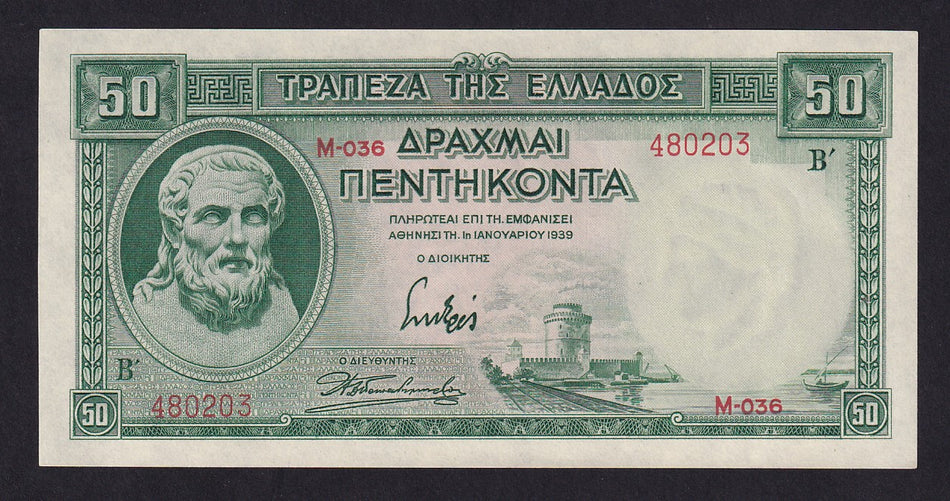 50 ΤΡΑΠΕΖΑ ΤΗΣ ΕΛΛΑΔΟΣ 50
M-036 ΔΡΑΧΜΑΙ 480203
Β′
ΠΕΝΤΗΚΟΝΤΑ
ΠΛΗΡΩΤΕΑΙ ΕΠΙ ΤΗ. ΕΜΦΑΝΙΣΕΙ
ΑΘΗΝΗΣΙ ΤΗ. 1η ΙΑΝΟΥΑΡΙΟΥ 1939
Ο ΔΙΟΙΚΗΤΗΣ
Ο ΔΙΕΥΘΥΝΤΗΣ
Β′
480203 M-036
50 50